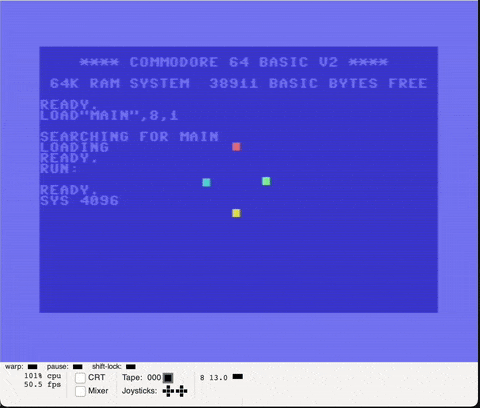 **** COMMODORE 64 BASIC V2 ****
64K RAM SYSTEM 38911 BASIC BYTES FREE
READY.
LOAD"MAIN",8,1
SEARCHING FOR MAIN
LOADING
READY.
RUN:
READY.
SYS 4096
warp: pause: shift-lock:
101% cpu
50.5 fps
CRT
Mixer
Tape: 000
Joysticks:
8 13.0